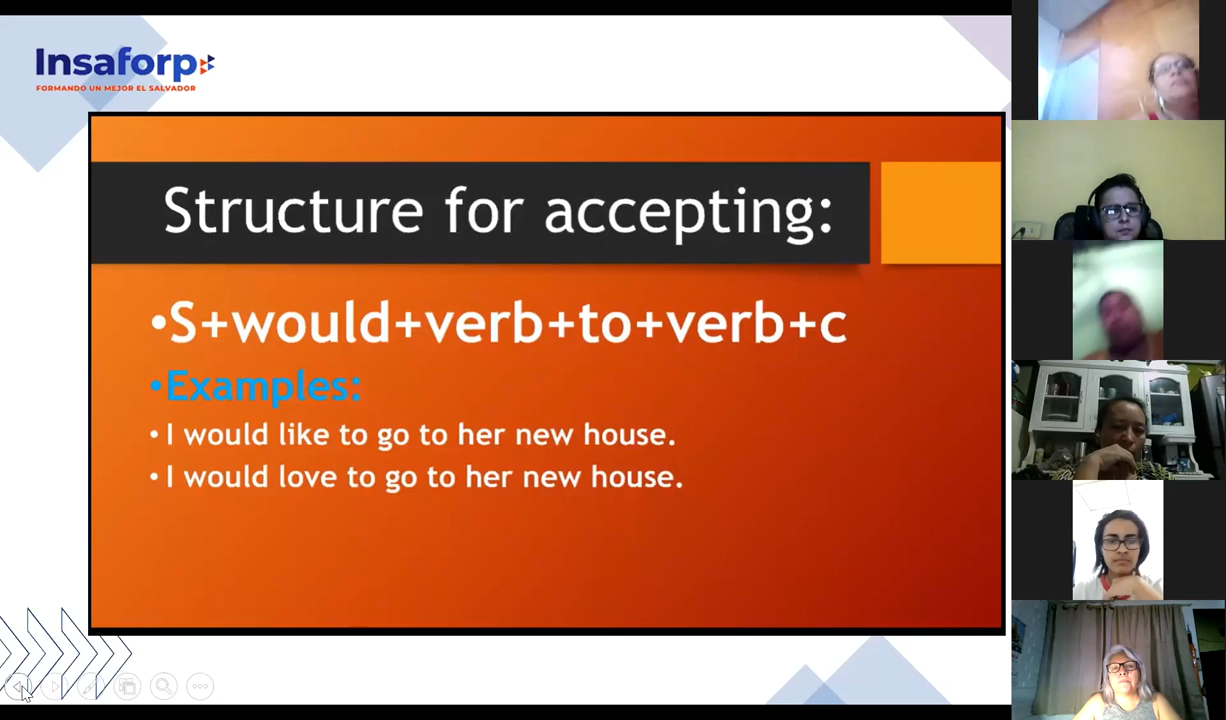 Insaforp
FORMANDO UN MEJOR EL SALVADOR
Structure for accepting:
•S+would+verb+to+verb+c
•Examples:
• I would like to go to her new house.
• I would love to go to her new house.